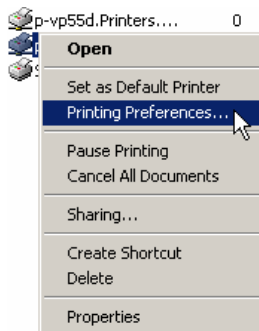 p-vp55d.Printers.... 0
Open
Set as Default Printer
Printing Preferences...
Pause Printing
Cancel All Documents
Sharing...
Create Shortcut
Delete
Properties